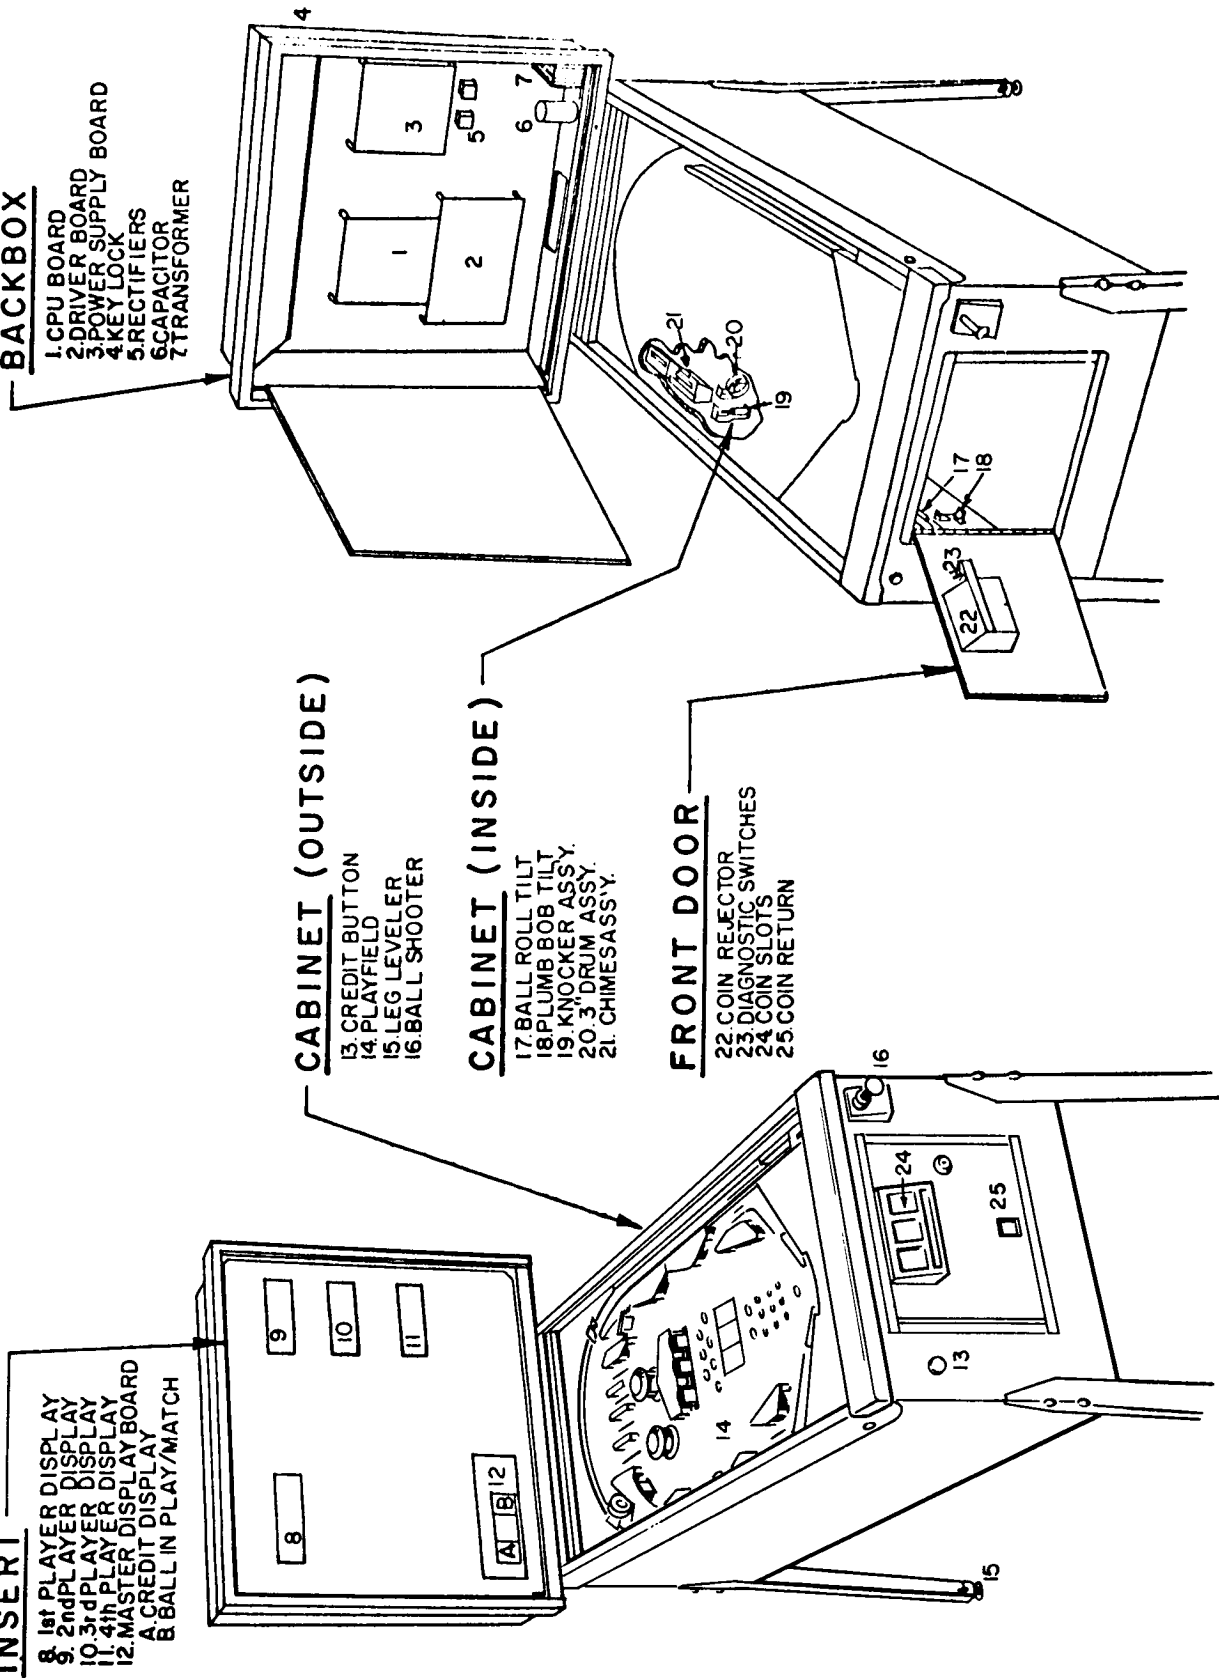 INSERT
8. 1st PLAYER DISPLAY
9. 2nd PLAYER DISPLAY
10. 3rd PLAYER DISPLAY
11. 4th PLAYER DISPLAY
12. MASTER DISPLAY BOARD
A. CREDIT DISPLAY
B. BALL IN PLAY/MATCH
CABINET (OUTSIDE)
13. CREDIT BUTTON
14. PLAYFIELD
15. LEG LEVELER
16. BALL SHOOTER
CABINET (INSIDE)
17. BALL ROLL TILT
18. PLUMB BOB TILT
19. KNOCKER ASS'Y.
20. 3" DRUM ASSY.
21. CHIMES ASS'Y.
FRONT DOOR
22. COIN REJECTOR
23. DIAGNOSTIC SWITCHES
24. COIN SLOTS
25. COIN RETURN
BACKBOX
1. CPU BOARD
2. DRIVER BOARD
3. POWER SUPPLY BOARD
4. KEY LOCK
5. RECTIFIERS
6. CAPACITOR
7. TRANSFORMER
8
9
10
11
A
B
12
14
13
24
25
16
15
1
2
3
4
5
6
7
21
20
19
17
18
22
23